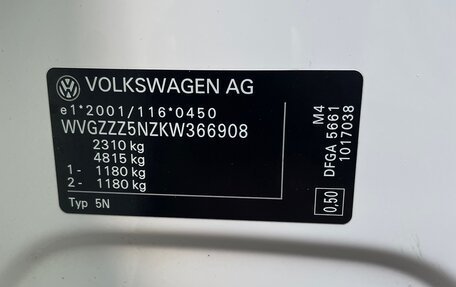 VOLKSWAGEN AG
e1*2001/116*0450
WVGZZZ5NZKW366908
2310 kg
4815 kg
1- 1180 kg
2- 1180 kg
Typ 5N
M4
DFGA 5661
1017038
0,50